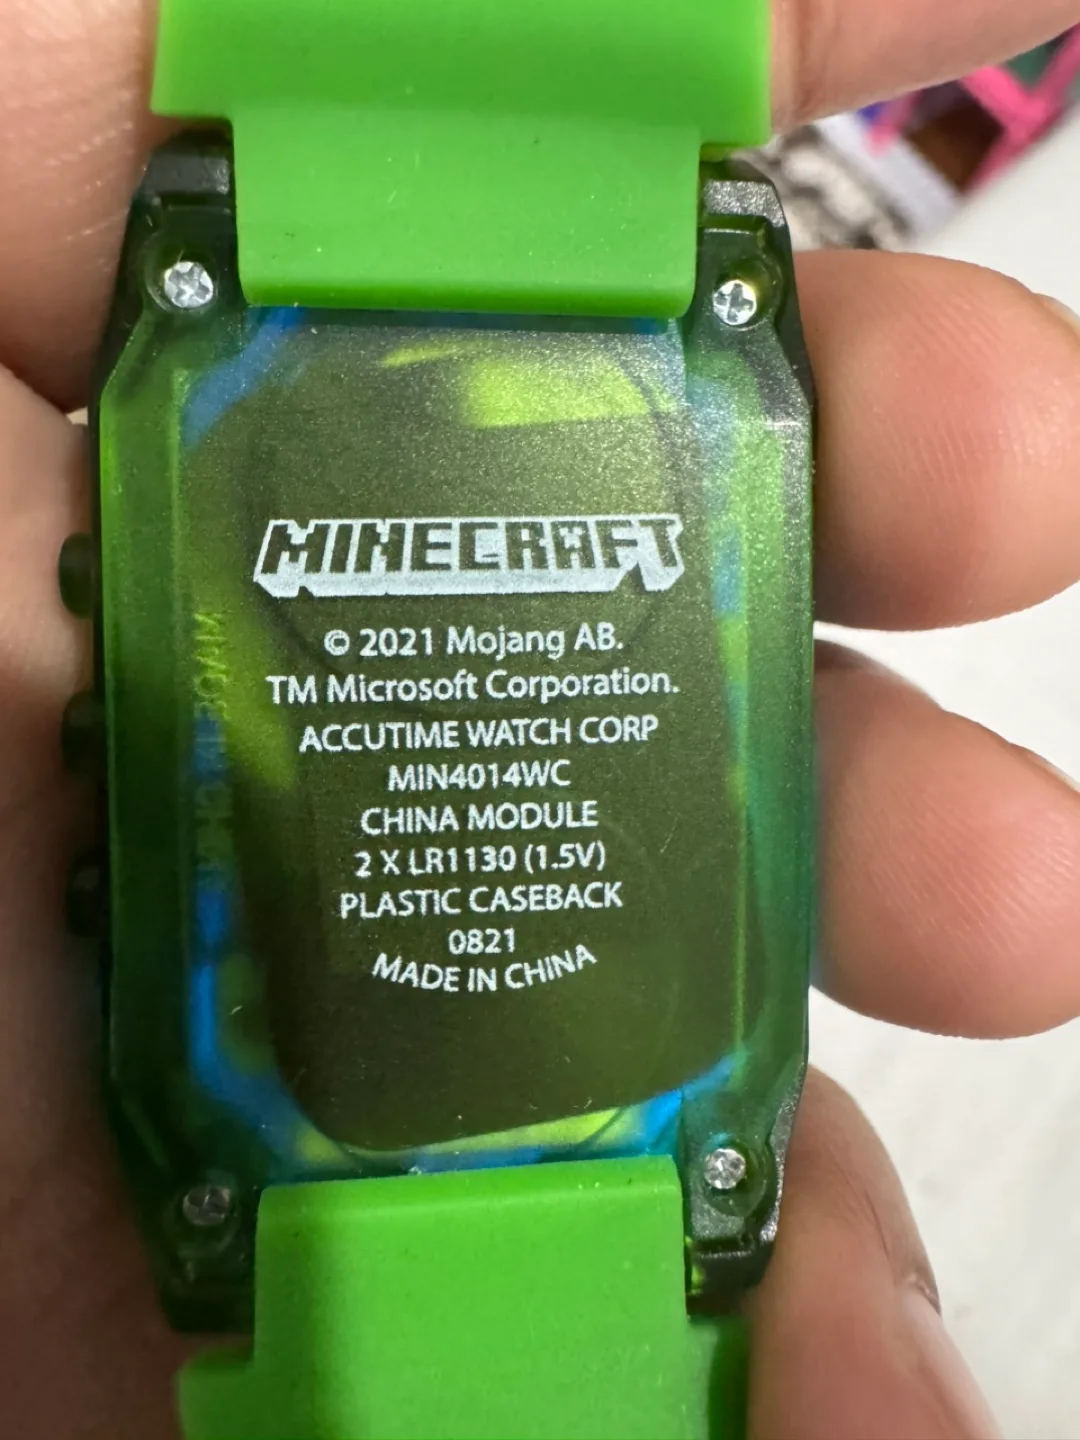 MINECRAFT
© 2021 Mojang AB.
TM Microsoft Corporation.
ACCUTIME WATCH CORP
MIN4014WC
CHINA MODULE
2 X LR1130 (1.5V)
PLASTIC CASEBACK
0821
MADE IN CHINA